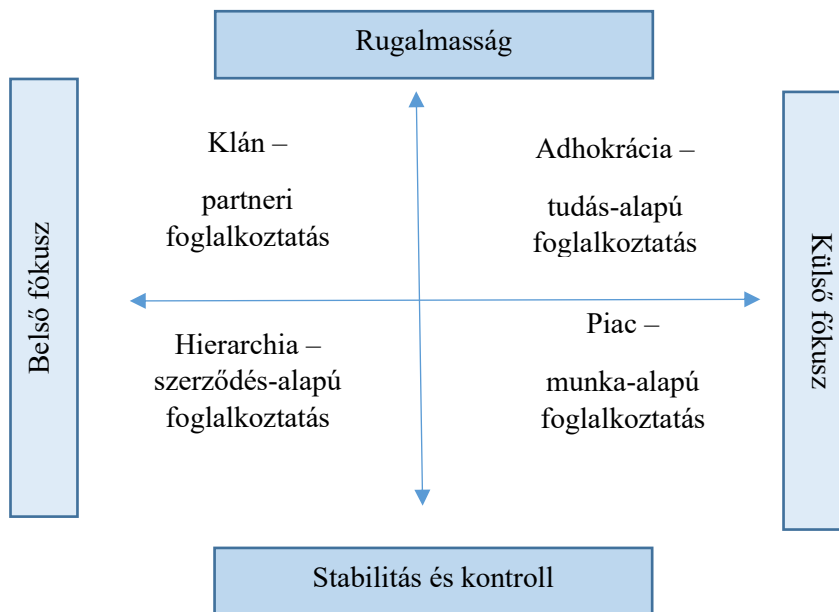 Rugalmasság
Belső fókusz
Klán –
partneri
foglalkoztatás
Adhokrácia –
tudás-alapú
foglalkoztatás
Külső fókusz
Hierarchia –
szerződés-alapú
foglalkoztatás
Piac –
munka-alapú
foglalkoztatás
Stabilitás és kontroll